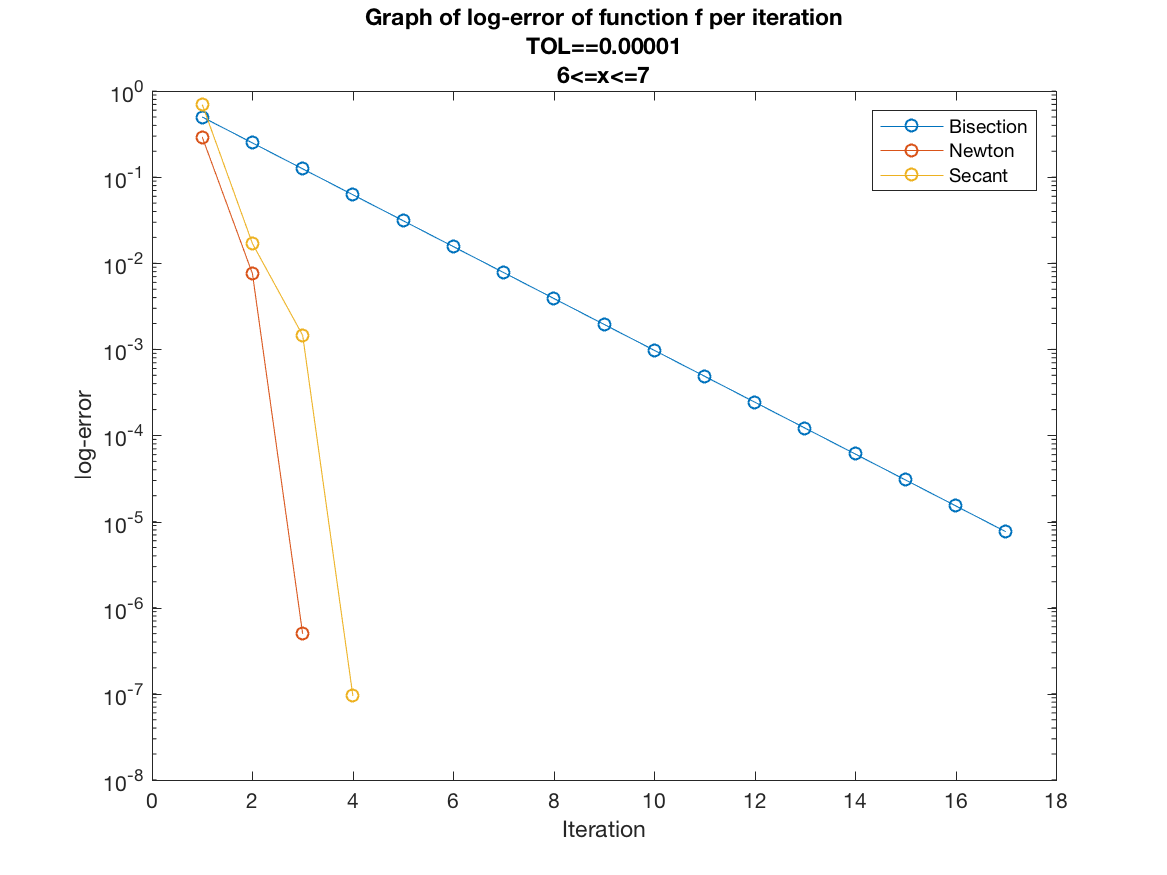 Graph of log-error of function f per iteration
TOL==0.00001
6<=x<=7
10^0
10^-1
10^-2
10^-3
10^-4
10^-5
10^-6
10^-7
10^-8
log-error
Bisection
Newton
Secant
0 2 4 6 8 10 12 14 16 18
Iteration